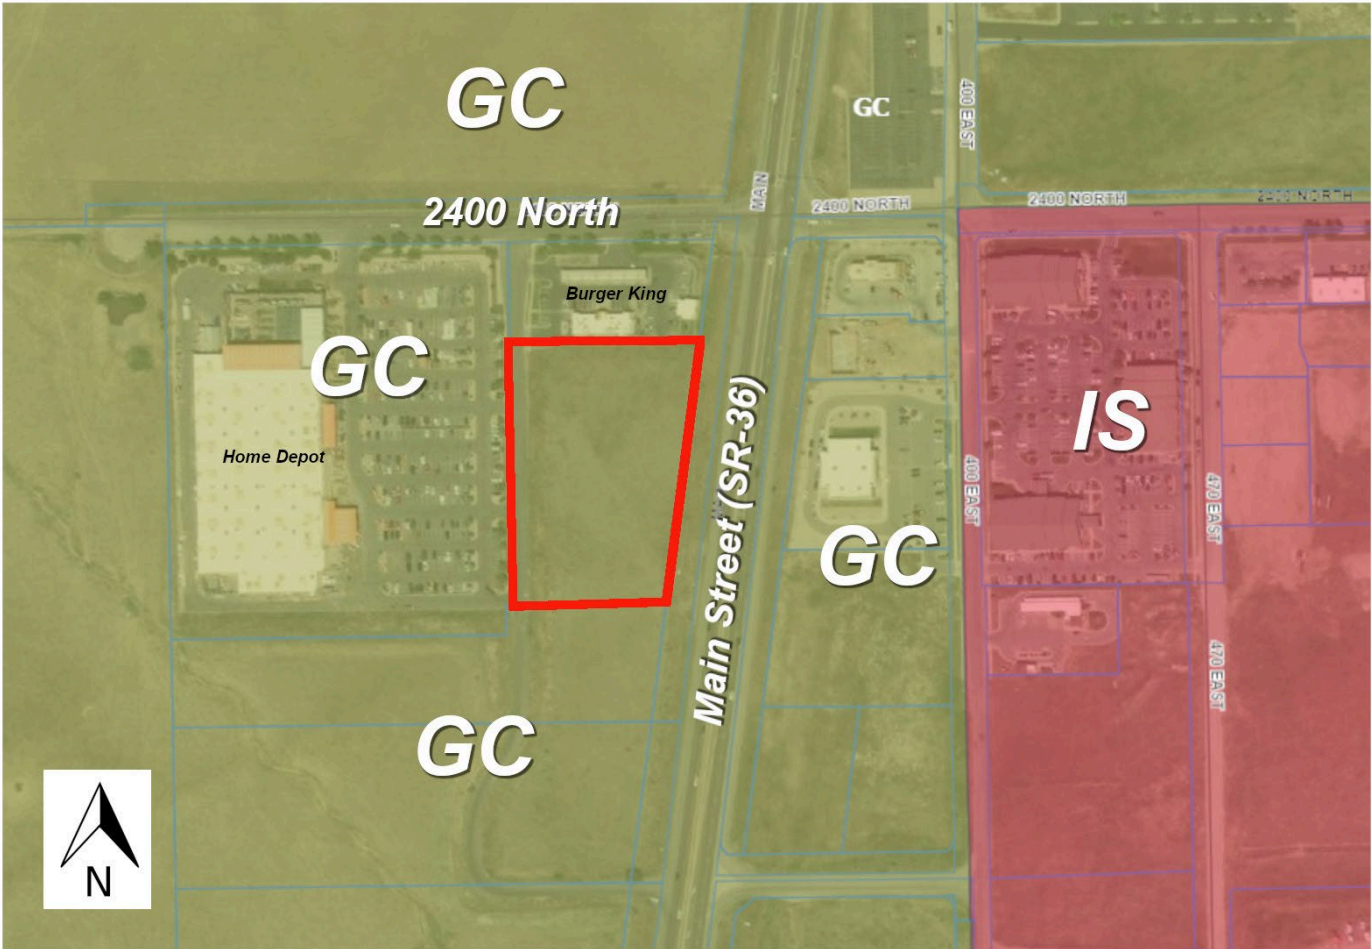 GC
GC
400 EAST
MAIN
2400 North
2400 NORTH
2400 NORTH
2400 NORTH
Burger King
GC
Home Depot
Main Street (SR-36)
IS
400 EAST
470 EAST
GC
470 EAST
GC
N